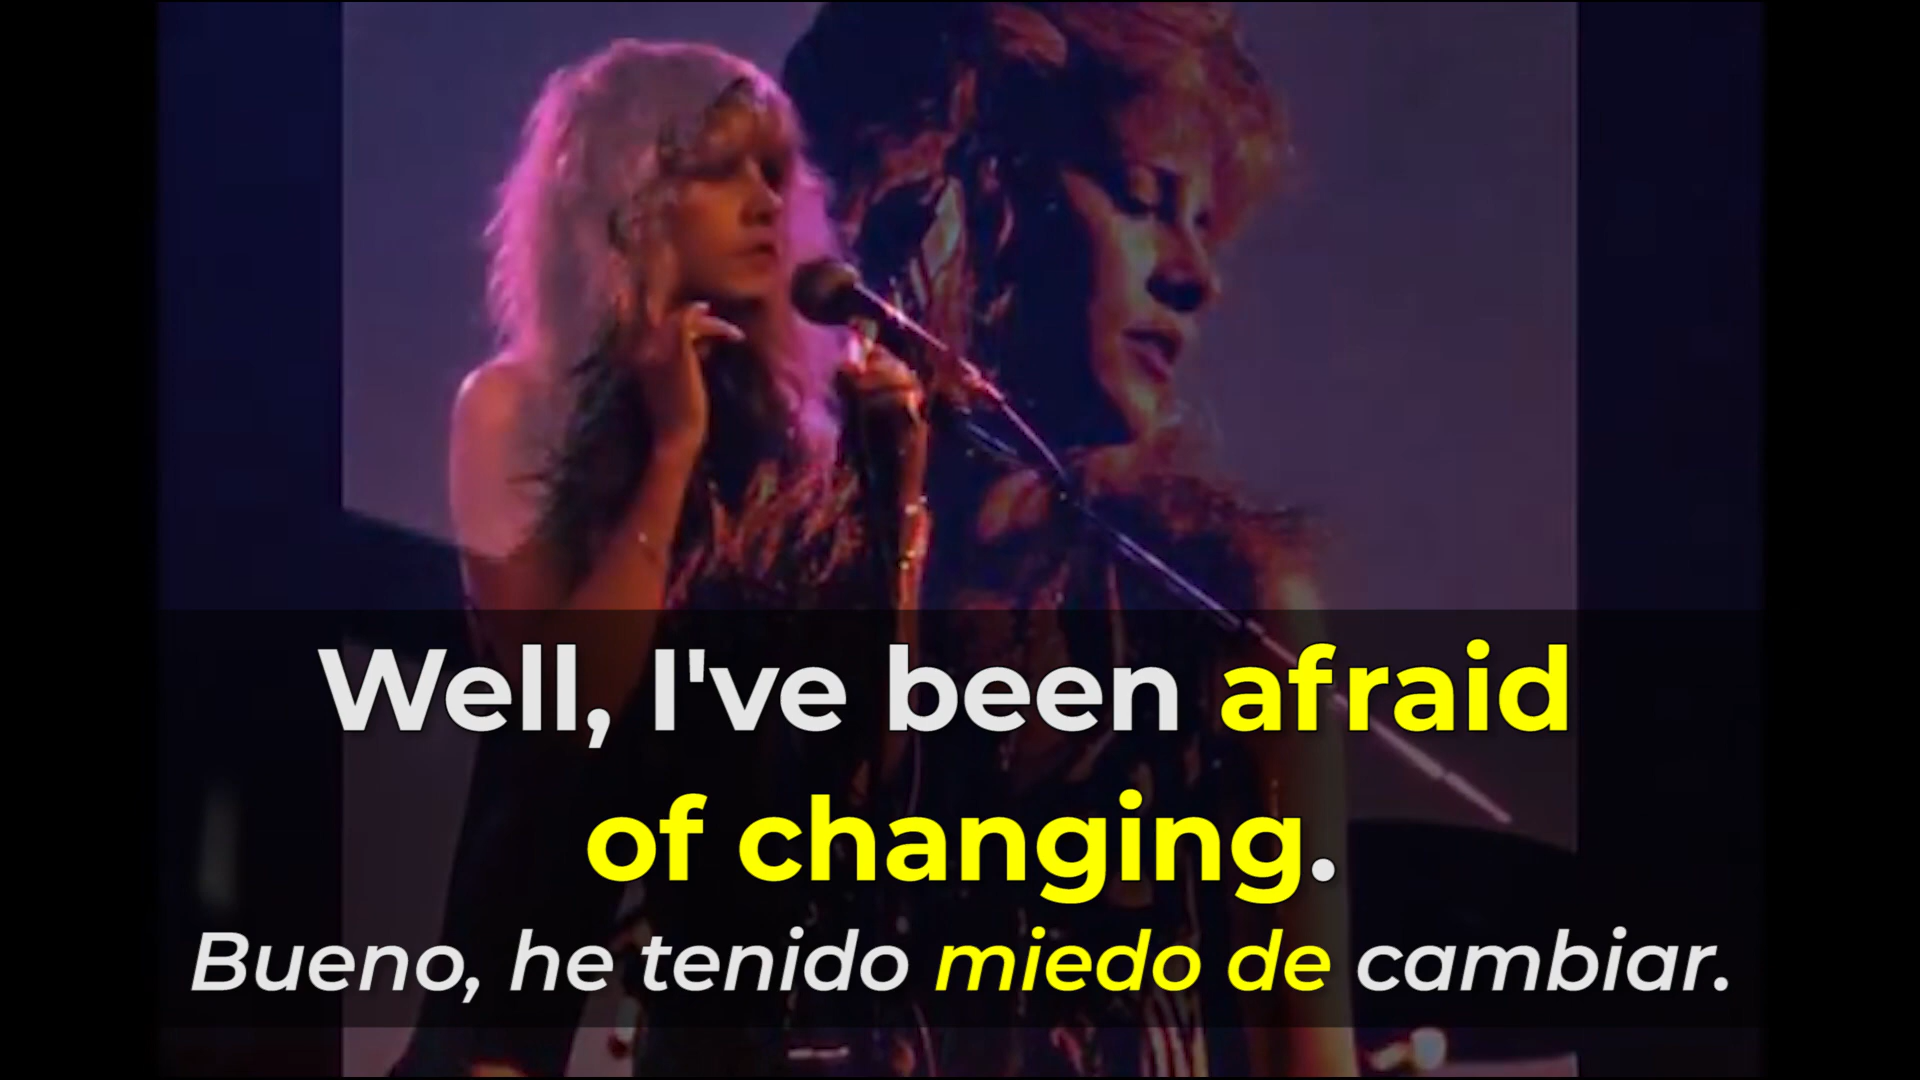 Well, I've been afraid
of changing.
Bueno, he tenido miedo de cambiar.